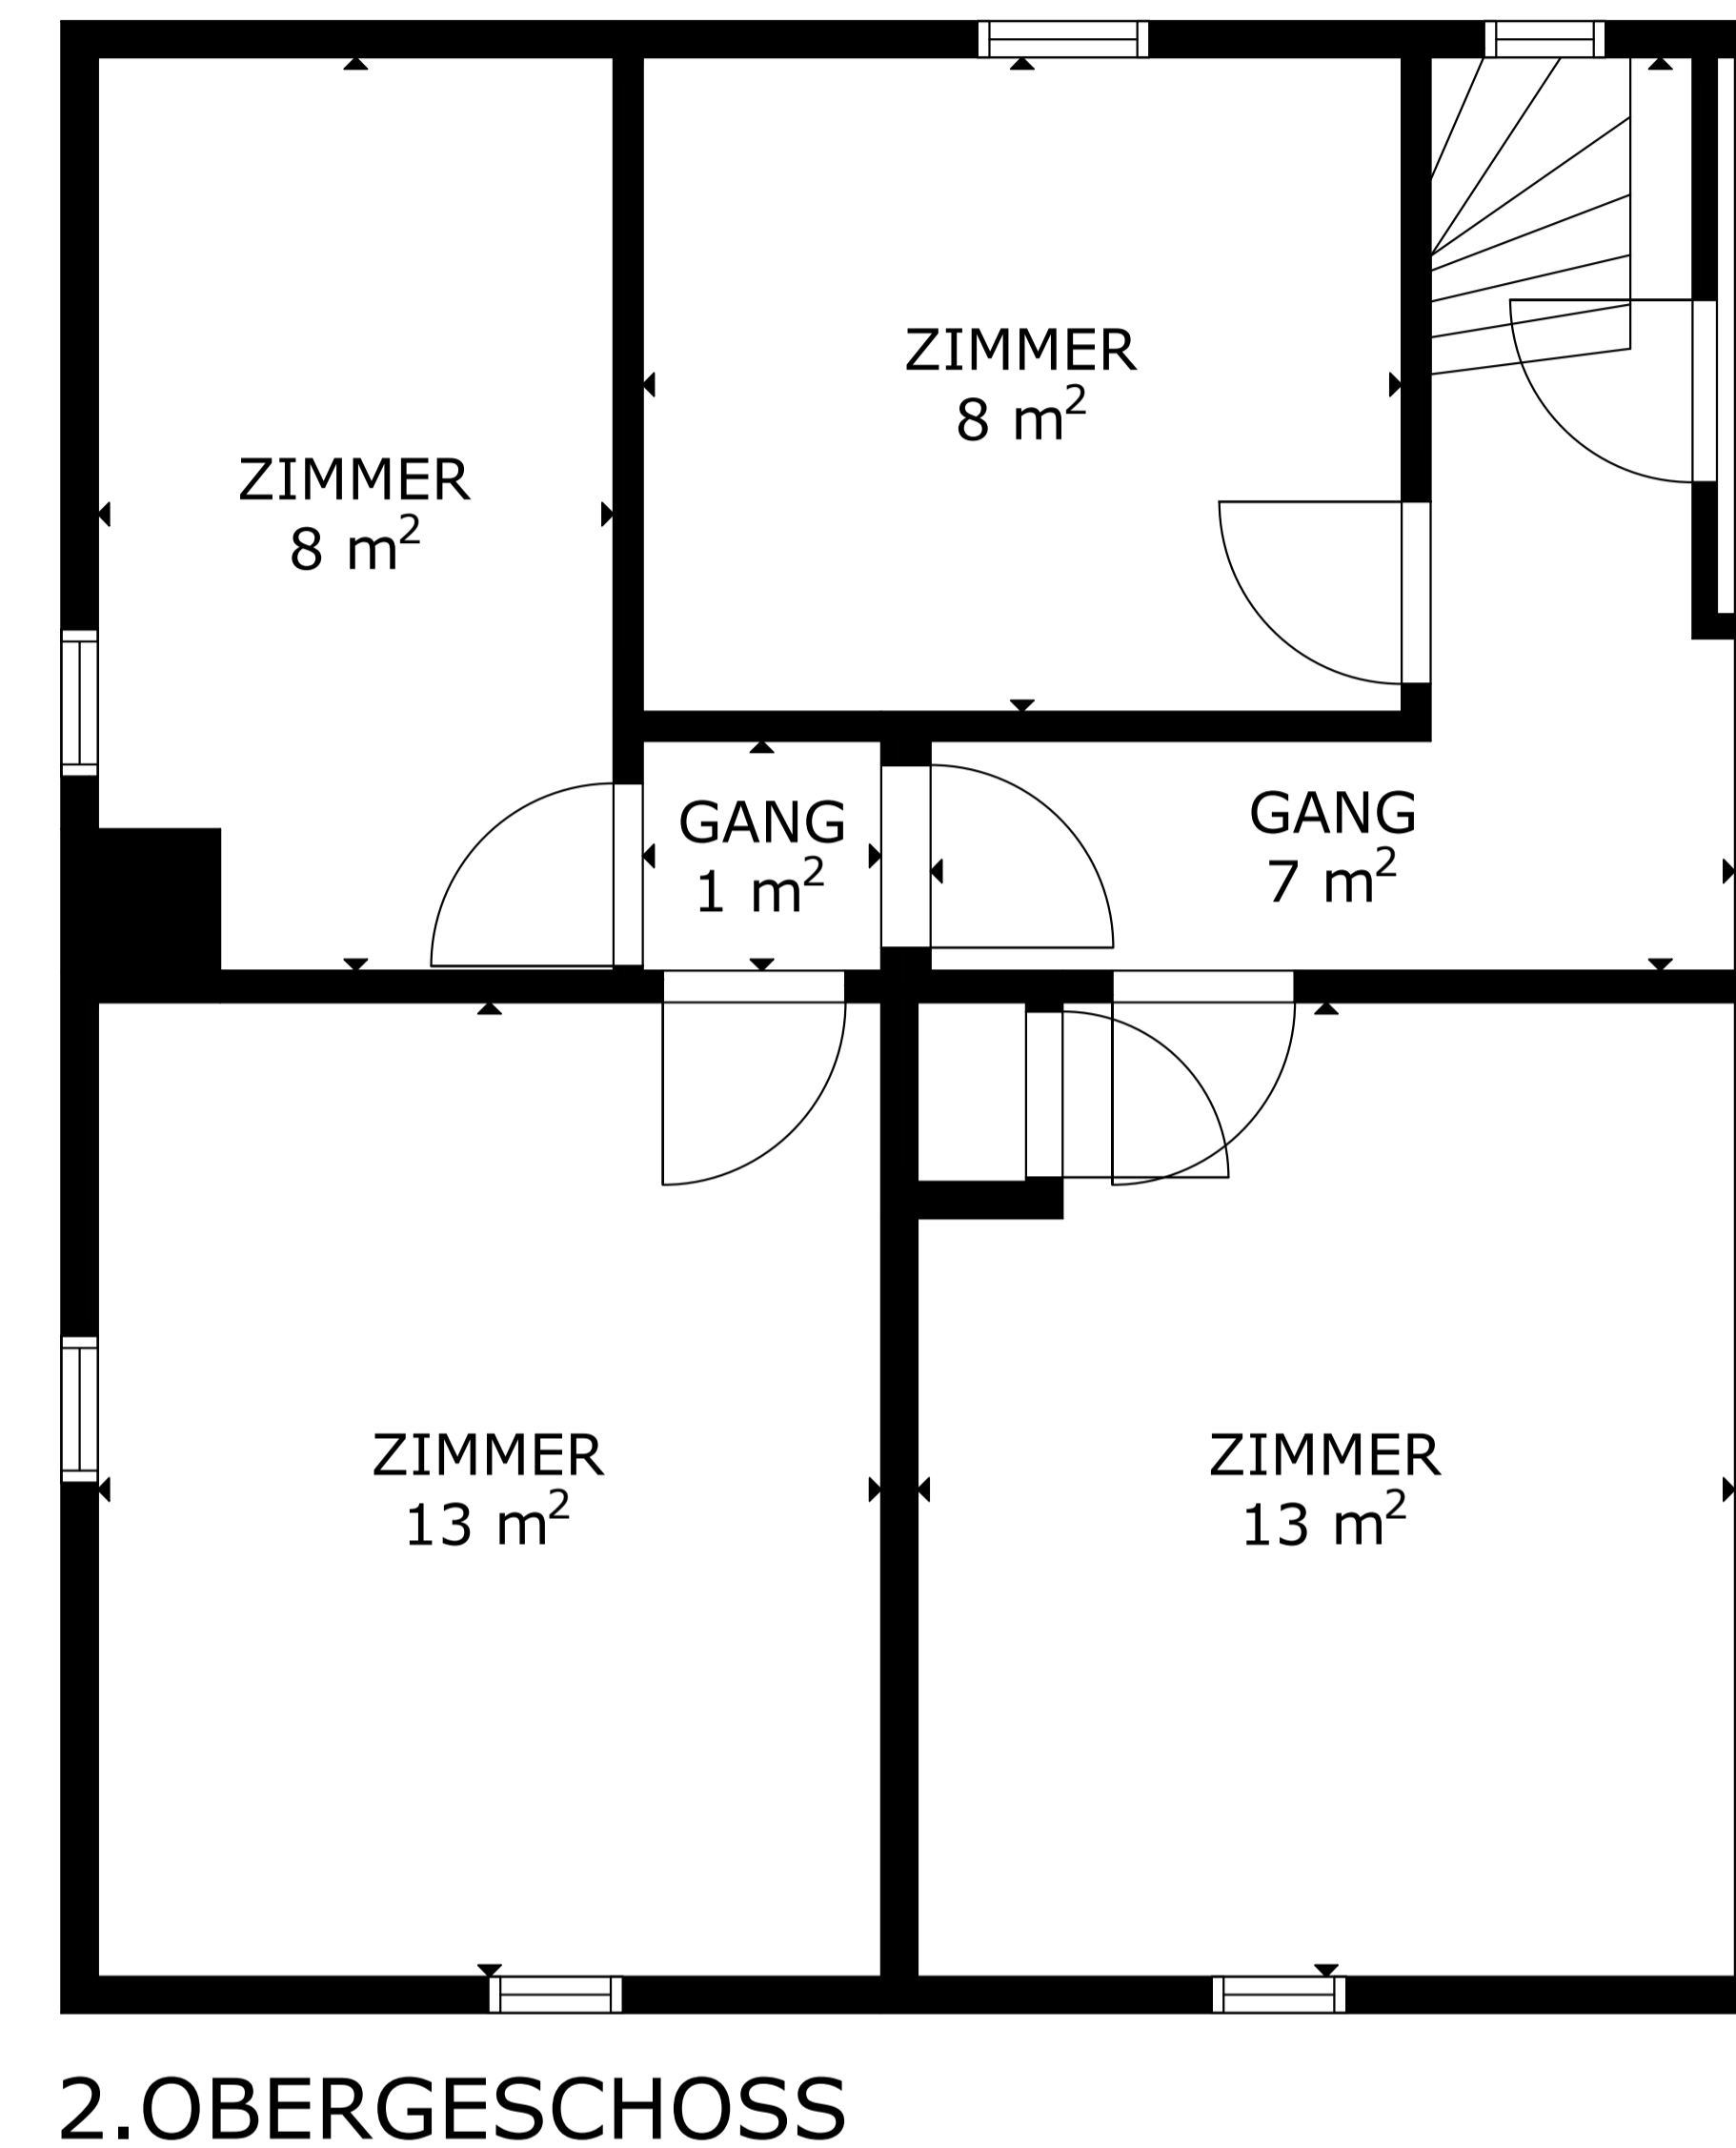 ZIMMER
8 m²
ZIMMER
8 m²
GANG
1 m²
GANG
7 m²
ZIMMER
13 m²
ZIMMER
13 m²
2.OBERGESCHOSS